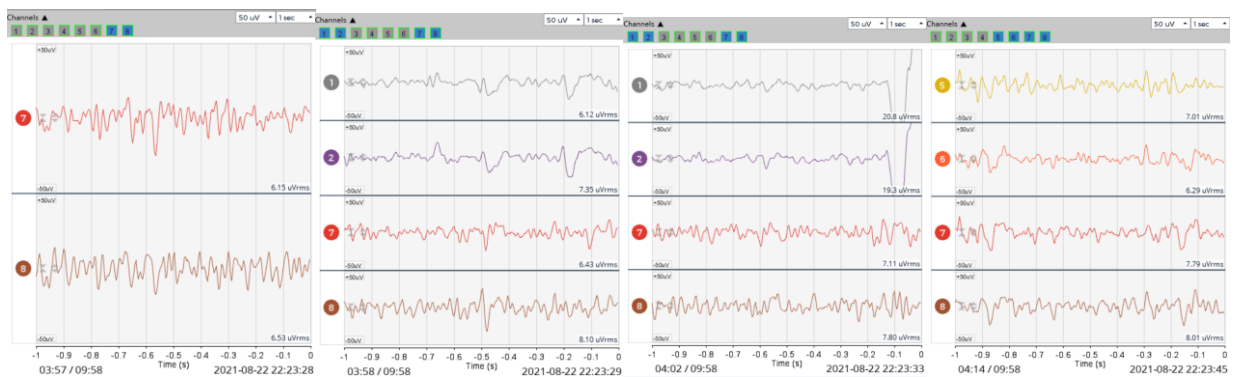 Channels ▲
50 uV
1 sec
1 2 3 4 5 6 7 8
+50uV
7
-50uV
6.15 uVrms
+50uV
8
-50uV
6.53 uVrms
-1 -0.9 -0.8 -0.7 -0.6 -0.5 -0.4 -0.3 -0.2 -0.1 0
Time (s)
03:57 / 09:58
2021-08-22 22:23:28
Channels ▲
50 uV
1 sec
1 2 3 4 5 6 7 8
+50uV
1
-50uV
6.12 uVrms
+50uV
2
-50uV
7.35 uVrms
+50uV
7
-50uV
6.43 uVrms
+50uV
8
-50uV
8.10 uVrms
-1 -0.9 -0.8 -0.7 -0.6 -0.5 -0.4 -0.3 -0.2 -0.1 0
Time (s)
03:58 / 09:58
2021-08-22 22:23:29
Channels ▲
50 uV
1 sec
1 2 3 4 5 6 7 8
+50uV
1
-50uV
20.8 uVrms
+50uV
2
-50uV
19.3 uVrms
+50uV
7
-50uV
7.11 uVrms
+50uV
8
-50uV
7.80 uVrms
-1 -0.9 -0.8 -0.7 -0.6 -0.5 -0.4 -0.3 -0.2 -0.1 0
Time (s)
04:02 / 09:58
2021-08-22 22:23:33
Channels ▲
50 uV
1 sec
1 2 3 4 5 6 7 8
+50uV
5
-50uV
7.01 uVrms
+50uV
6
-50uV
6.29 uVrms
+50uV
7
-50uV
7.79 uVrms
+50uV
8
-50uV
8.01 uVrms
-1 -0.9 -0.8 -0.7 -0.6 -0.5 -0.4 -0.3 -0.2 -0.1 0
Time (s)
04:14 / 09:58
2021-08-22 22:23:45